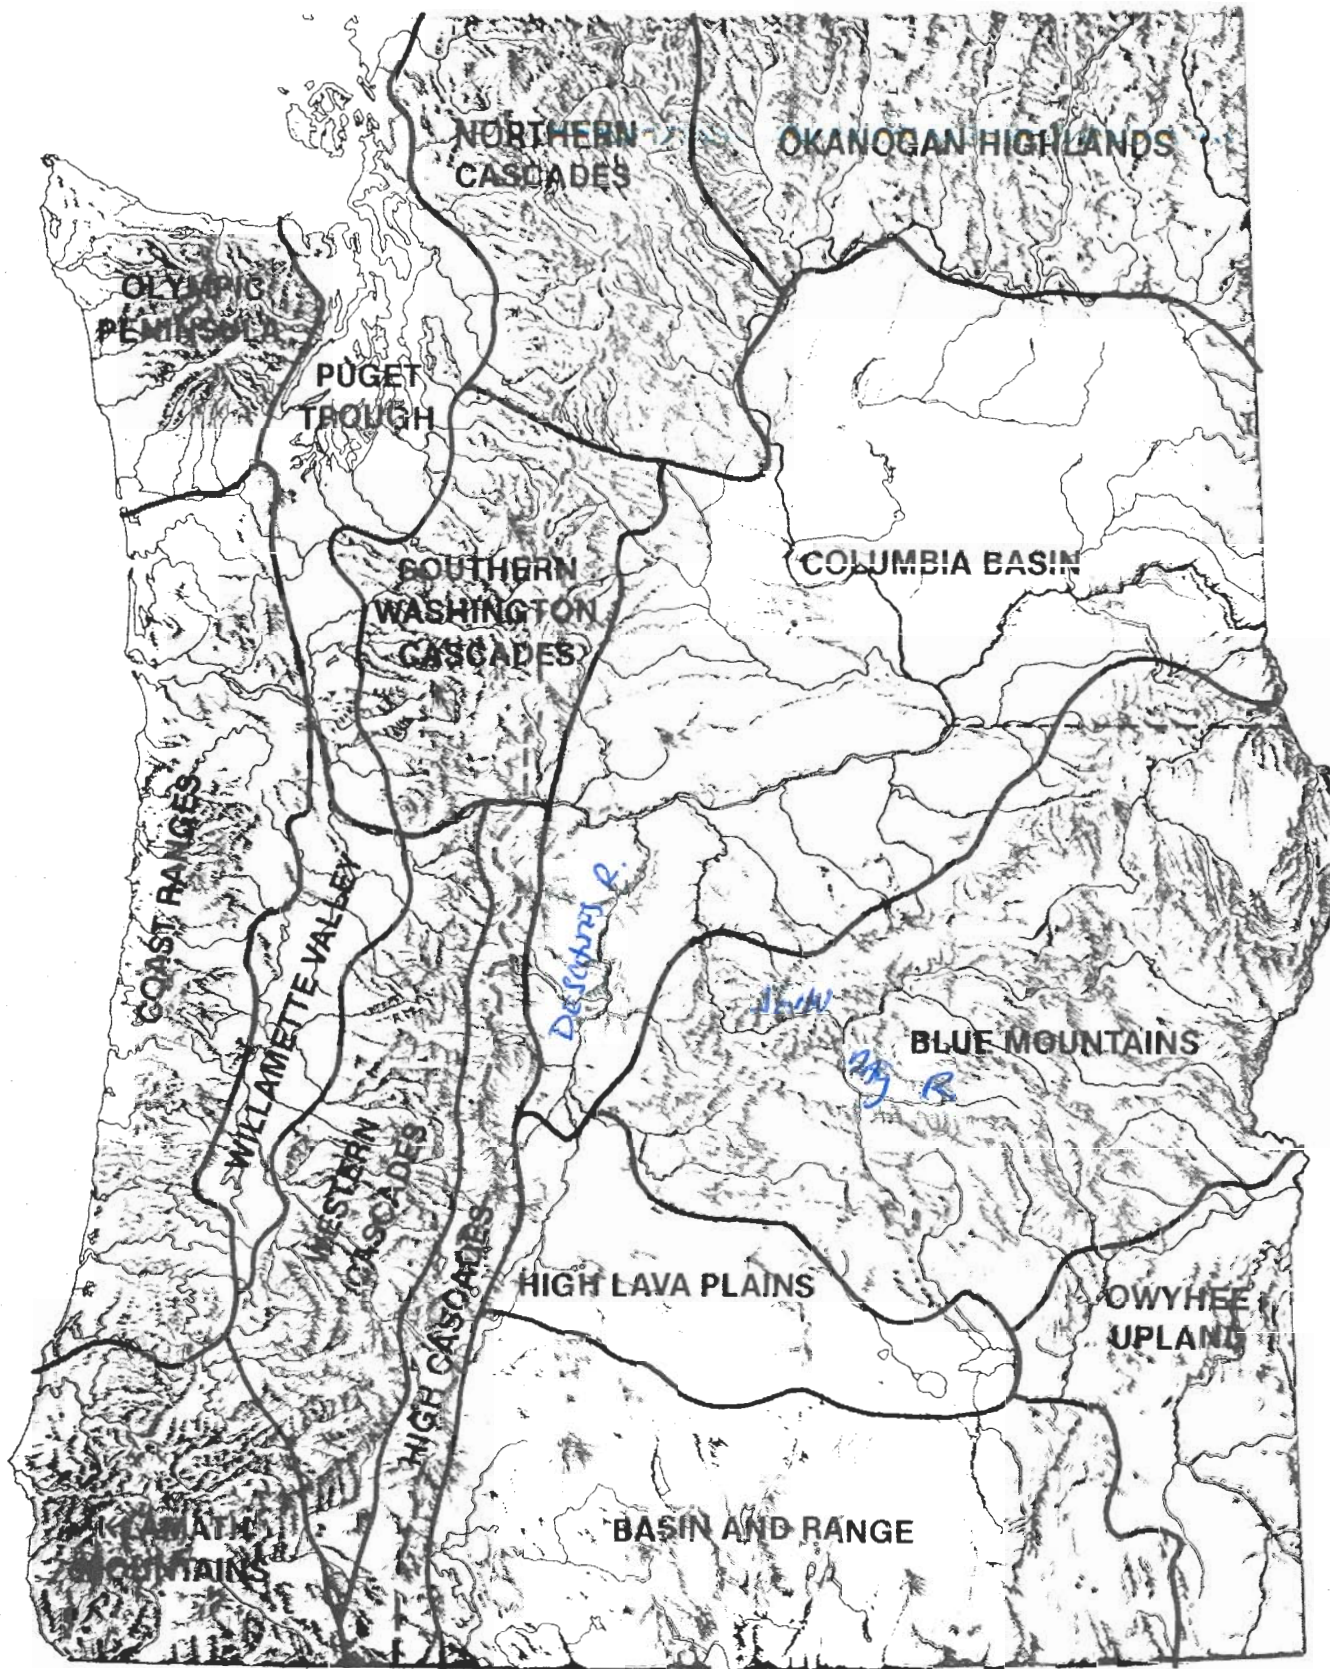 NORTHERN
CASCADES
OKANOGAN HIGHLANDS
OLYMPIC
PENINSULA
PUGET
TROUGH
SOUTHERN
WASHINGTON
CASCADES
COLUMBIA BASIN
COAST RANGES
WILLAMETTE VALLEY
DESCHUTES R.
BLUE MOUNTAINS
R
WESTERN
CASCADES
HIGH CASCADES
HIGH LAVA PLAINS
OWYHEE
UPLAND
KLAMATH
MOUNTAINS
BASIN AND RANGE